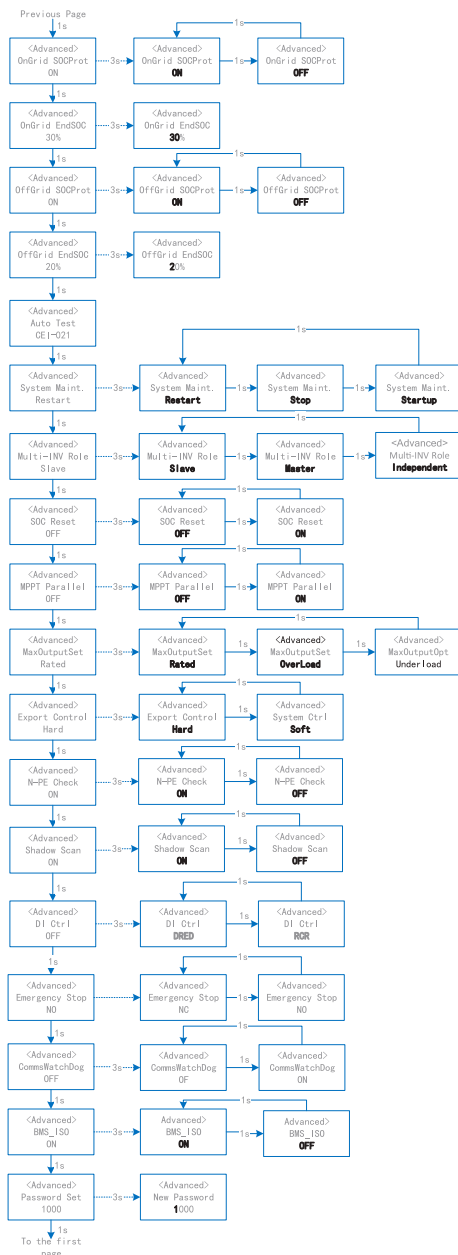 Previous Page
1s
1s
<Advanced>
OnGrid SOCProt
ON
3s
<Advanced>
OnGrid SOCProt
ON
1s
<Advanced>
OnGrid SOCProt
OFF
1s
<Advanced>
OnGrid EndSOC
30%
3s
<Advanced>
OnGrid EndSOC
30%
1s
1s
<Advanced>
OffGrid SOCProt
ON
3s
<Advanced>
OffGrid SOCProt
ON
1s
<Advanced>
OffGrid SOCProt
OFF
1s
<Advanced>
OffGrid EndSOC
20%
3s
<Advanced>
OffGrid EndSOC
20%
1s
<Advanced>
Auto Test
CEI-021
1s
1s
<Advanced>
System Maint.
Restart
3s
<Advanced>
System Maint.
Restart
1s
<Advanced>
System Maint.
Stop
1s
<Advanced>
System Maint.
Startup
1s
1s
<Advanced>
Multi-INV Role
Slave
3s
<Advanced>
Multi-INV Role
Slave
1s
<Advanced>
Multi-INV Role
Master
1s
<Advanced>
Multi-INV Role
Independent
1s
1s
<Advanced>
SOC Reset
OFF
3s
<Advanced>
SOC Reset
OFF
1s
<Advanced>
SOC Reset
ON
1s
1s
<Advanced>
MPPT Parallel
OFF
3s
<Advanced>
MPPT Parallel
OFF
1s
<Advanced>
MPPT Parallel
ON
1s
1s
<Advanced>
MaxOutputSet
Rated
3s
<Advanced>
MaxOutputSet
Rated
1s
<Advanced>
MaxOutputSet
OverLoad
1s
<Advanced>
MaxOutputOpt
Underload
1s
1s
<Advanced>
Export Control
Hard
3s
<Advanced>
Export Control
Hard
1s
<Advanced>
System Ctrl
Soft
1s
1s
<Advanced>
N-PE Check
ON
3s
<Advanced>
N-PE Check
ON
1s
<Advanced>
N-PE Check
OFF
1s
1s
<Advanced>
Shadow Scan
ON
3s
<Advanced>
Shadow Scan
ON
1s
<Advanced>
Shadow Scan
OFF
1s
1s
<Advanced>
DI Ctrl
OFF
3s
<Advanced>
DI Ctrl
DRED
1s
<Advanced>
DI Ctrl
RCR
1s
1s
<Advanced>
Emergency Stop
NO
<Advanced>
Emergency Stop
NC
1s
<Advanced>
Emergency Stop
NO
1s
1s
<Advanced>
CommsWatchDog
OFF
3s
<Advanced>
CommsWatchDog
OF
1s
<Advanced>
CommsWatchDog
ON
1s
1s
<Advanced>
BMS_ISO
ON
3s
Advanced>
BMS_ISO
ON
1s
Advanced>
BMS_ISO
OFF
1s
<Advanced>
Password Set
1000
3s
<Advanced>
New Password
1000
1s
To the first
page